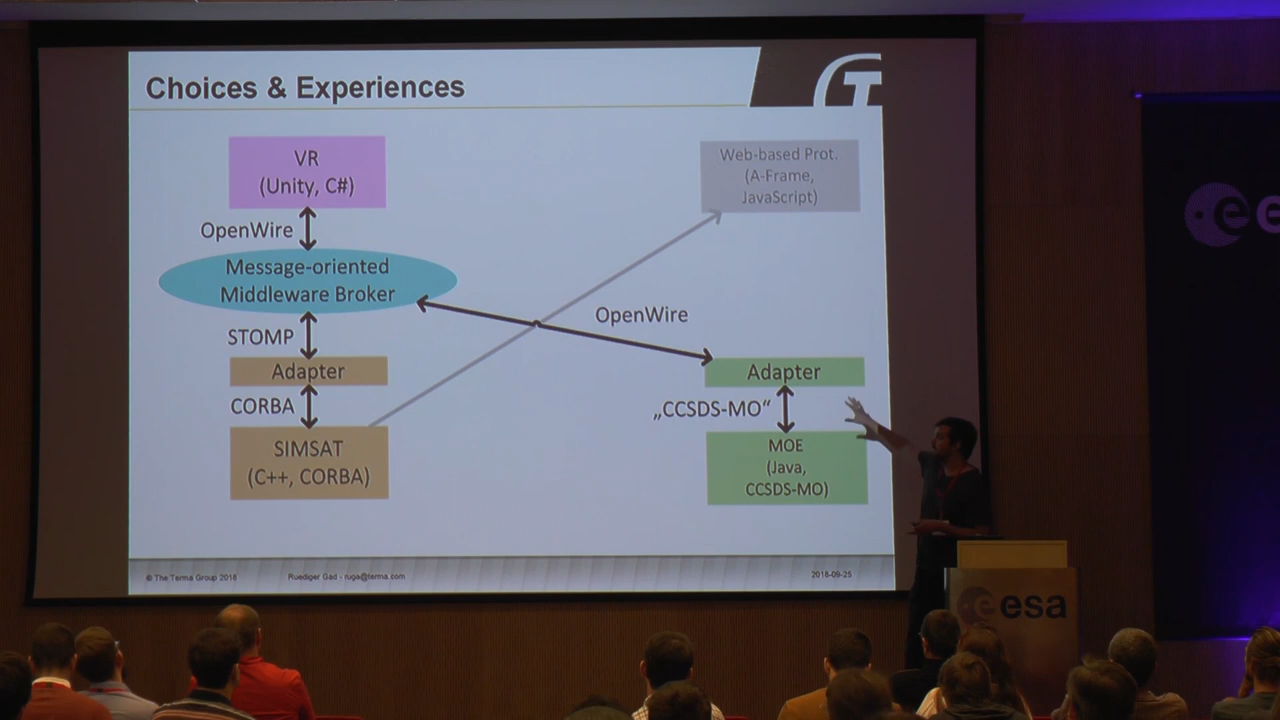 Choices & Experiences
T
VR
(Unity, C#)
OpenWire
Message-oriented
Middleware Broker
STOMP
Adapter
CORBA
SIMSAT
(C++, CORBA)
Web-based Prot.
(A-Frame,
JavaScript)
OpenWire
Adapter
„CCSDS-MO“
MOE
(Java,
CCSDS-MO)
© The Terma Group 2018
Ruediger Gad - ruga@terma.com
2018-09-25
esa
e